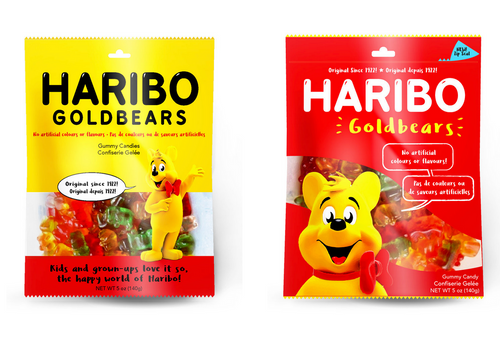 HARIBO
GOLDBEARS
No artificial colours or flavours • Pas de couleurs ou de saveurs artificielles
Gummy Candies
Confiserie Gelée
Original since 1922!
Original depuis 1922!
Kids and grown-ups love it so,
the happy world of Haribo!
NET WT 5 oz (140g)
NEW
Zip Seal
Original Since 1922! ★ Original depuis 1922!
HARIBO
Goldbears
No artificial
colours or flavours!
Pas de couleurs ou
de saveurs artificielles
Gummy Candy
Confiserie Gelée
NET WT 5 oz (140g)